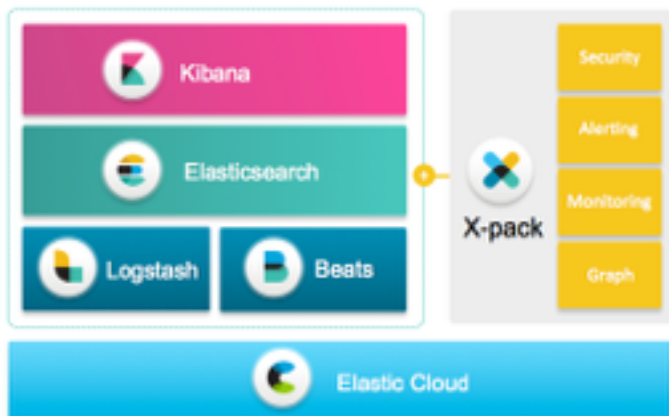 Kibana
Elasticsearch
Logstash
Beats
X-pack
Security
Alerting
Monitoring
Graph
Elastic Cloud